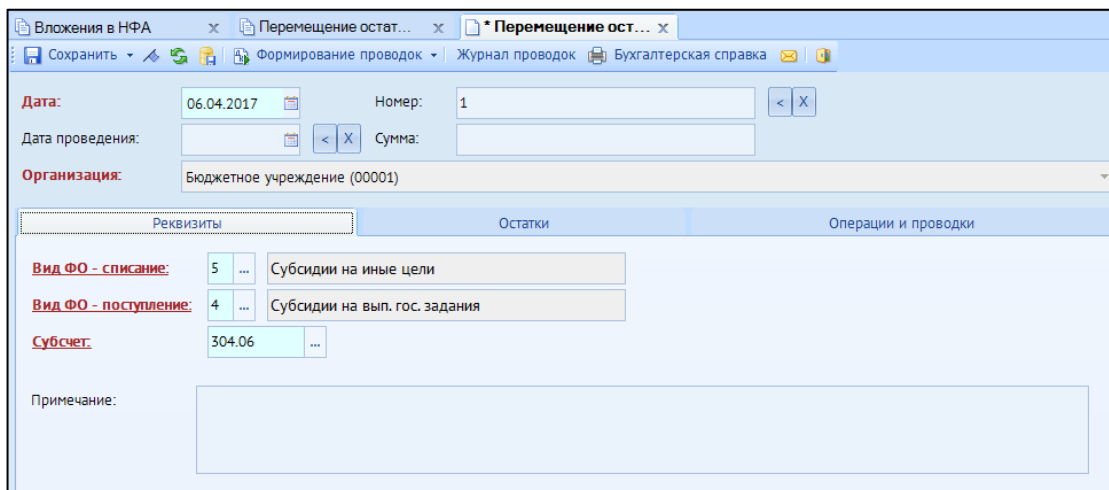 Вложения в НФА x Перемещение остат... x * Перемещение ост... x
Сохранить Формирование проводок Журнал проводок Бухгалтерская справка
Дата: 06.04.2017 Номер: 1 < X
Дата проведения: < X Сумма:
Организация: Бюджетное учреждение (00001)
Реквизиты Остатки Операции и проводки
Вид ФО - списание: 5 ... Субсидии на иные цели
Вид ФО - поступление: 4 ... Субсидии на вып. гос. задания
Субсчет: 304.06 ...
Примечание: